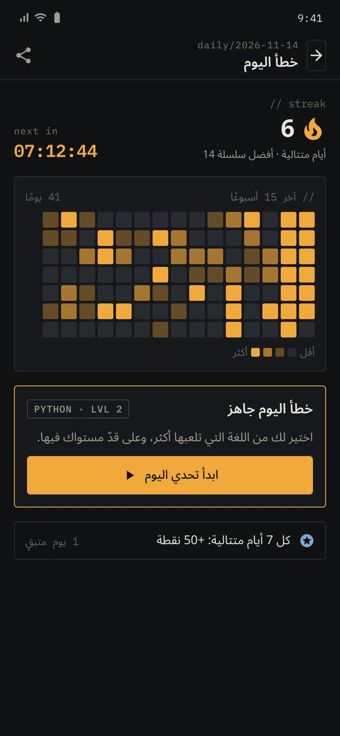 9:41
daily/2026-11-14
خطأ اليوم
// streak
6
أيام متتالية · أفضل سلسلة 14
next in
07:12:44
// آخر 15 أسبوعًا
41 يومًا
أقل
أكثر
خطأ اليوم جاهز
PYTHON · LVL 2
اختير لك من اللغة التي تلعبها أكثر، وعلى قدّ مستواك فيها.
ابدأ تحدي اليوم
كل 7 أيام متتالية: +50 نقطة
1 يوم متبقٍ